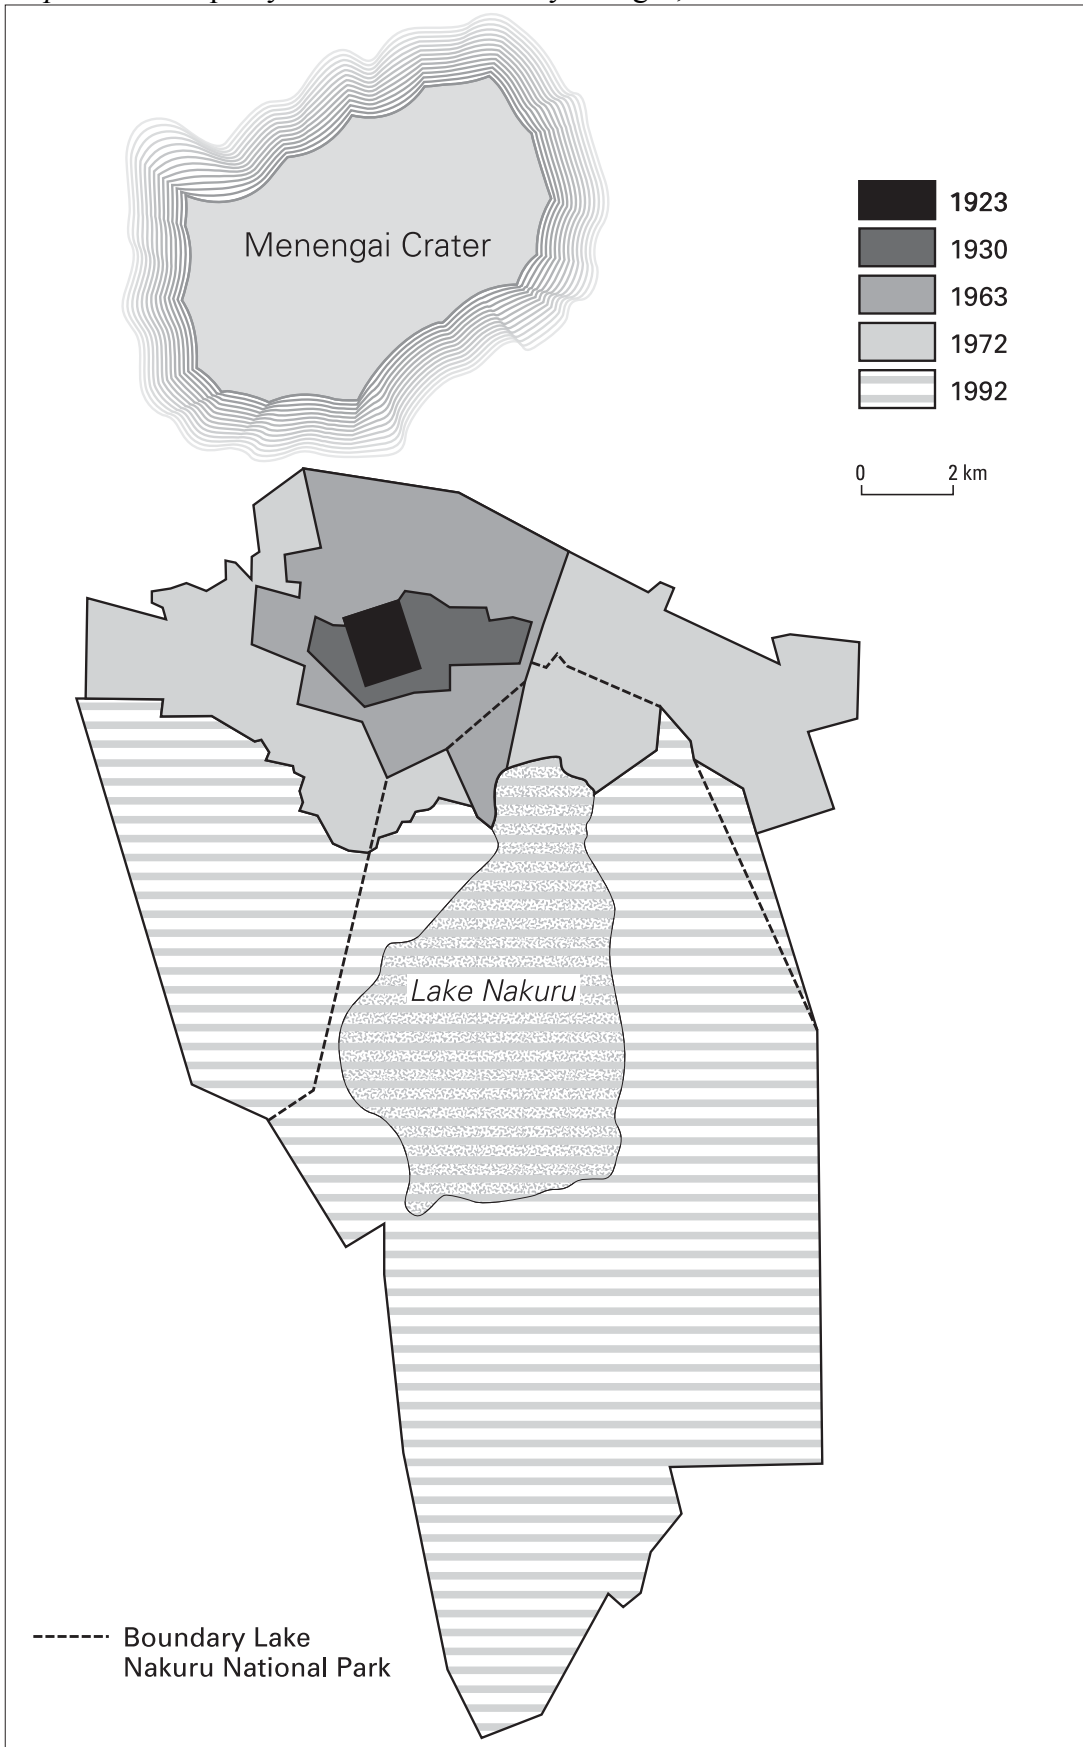 Menengai Crater
1923
1930
1963
1972
1992
0 2 km
Lake Nakuru
Boundary Lake
Nakuru National Park